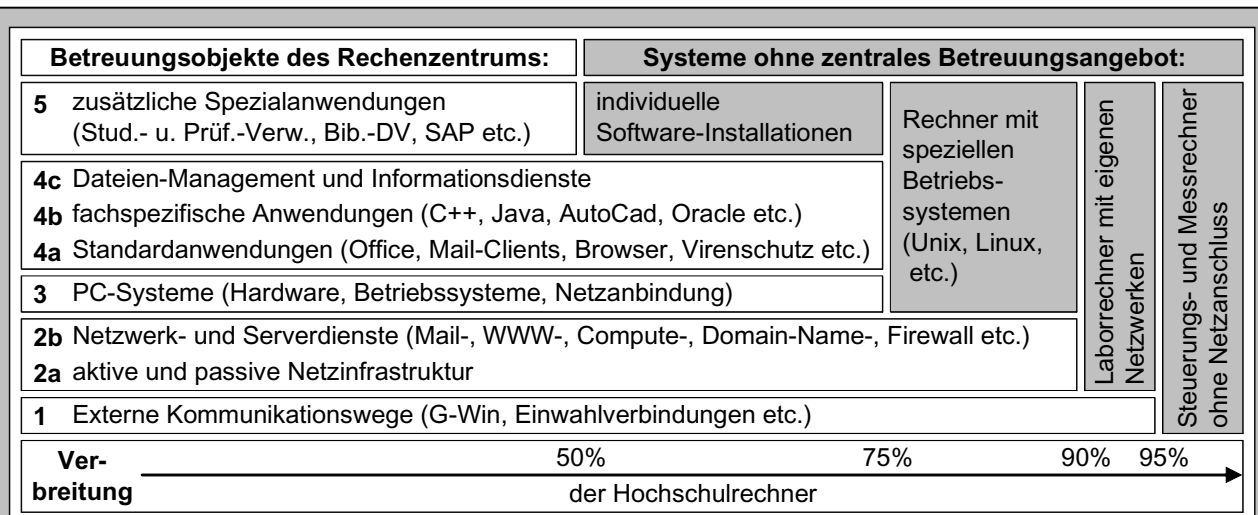 Betreuungsobjekte des Rechenzentrums:
Systeme ohne zentrales Betreuungsangebot:
5 zusätzliche Spezialanwendungen
(Stud.- u. Prüf.-Verw., Bib.-DV, SAP etc.)
individuelle
Software-Installationen
Rechner mit
speziellen
Betriebs-
systemen
(Unix, Linux,
etc.)
Laborrechner mit eigenen
Netzwerken
Steuerungs- und Messrechner
ohne Netzanschluss
4c Dateien-Management und Informationsdienste
4b fachspezifische Anwendungen (C++, Java, AutoCad, Oracle etc.)
4a Standardanwendungen (Office, Mail-Clients, Browser, Virenschutz etc.)
3 PC-Systeme (Hardware, Betriebssysteme, Netzanbindung)
2b Netzwerk- und Serverdienste (Mail-, WWW-, Compute-, Domain-Name-, Firewall etc.)
2a aktive und passive Netzinfrastruktur
1 Externe Kommunikationswege (G-Win, Einwahlverbindungen etc.)
Ver-
breitung
50% 75% 90% 95%
der Hochschulrechner